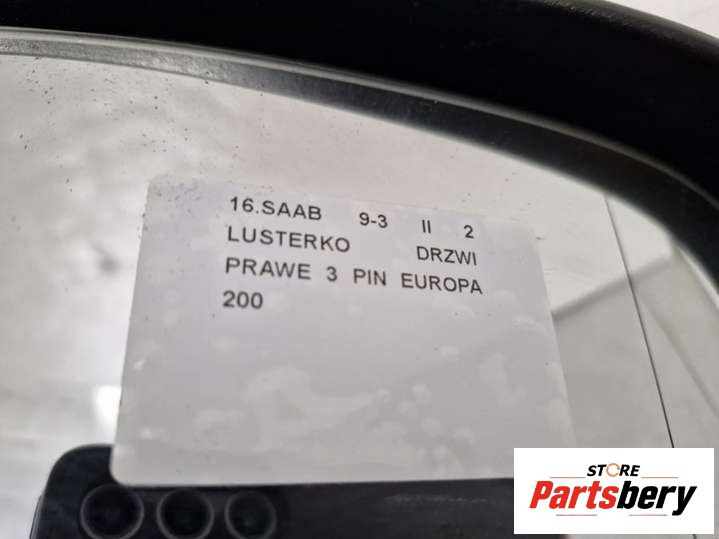 16.SAAB 9-3 II 2
LUSTERKO DRZWI
PRAWE 3 PIN EUROPA
200
STORE
Partsbery